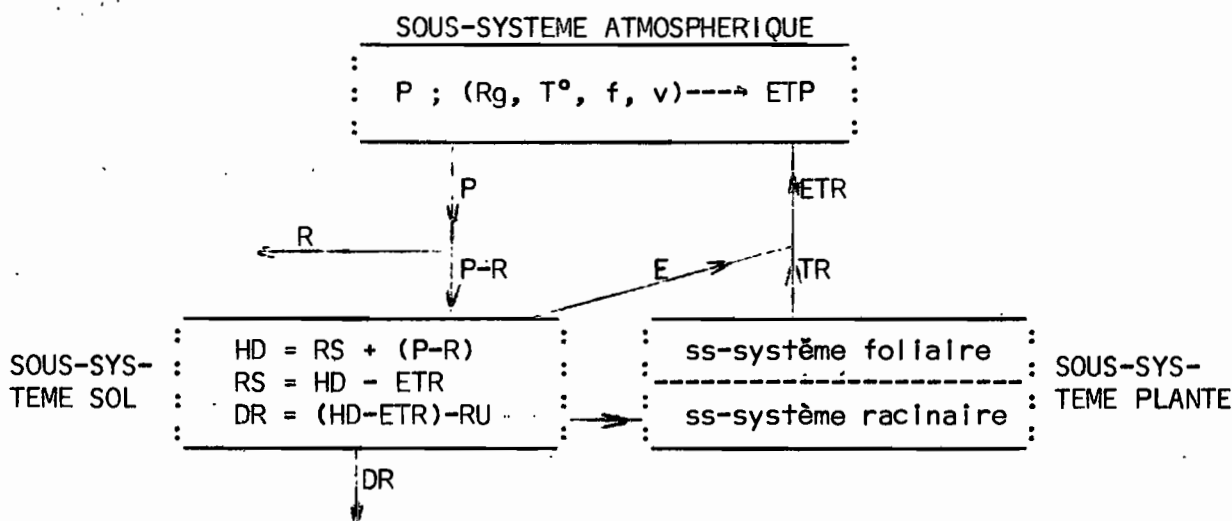 SOUS-SYSTEME ATMOSPHERIQUE
P ; (Rg, T°, f, v)----→ ETP
P
ETR
R
P-R
E
TR
SOUS-SYS-
TEME SOL
HD = RS + (P-R)
RS = HD - ETR
DR = (HD-ETR)-RU
ss-système foliaire
ss-système racinaire
SOUS-SYS-
TEME PLANTE
DR